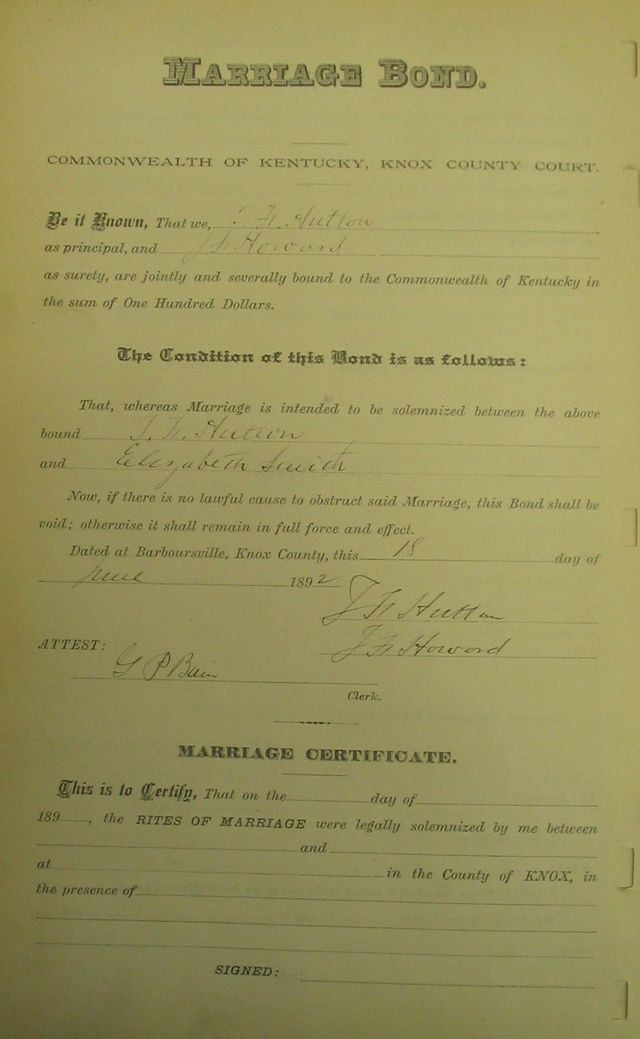 MARRIAGE BOND.
COMMONWEALTH OF KENTUCKY, KNOX COUNTY COURT.
Be it Known, That we, F. Hutton
as principal, and J F Howard
as surety, are jointly and severally bound to the Commonwealth of Kentucky in
the sum of One Hundred Dollars.
The Condition of this Bond is as follows:
That, whereas Marriage is intended to be solemnized between the above
bound J. F. Hutton
and Elizabeth Smith
Now, if there is no lawful cause to obstruct said Marriage, this Bond shall be
void; otherwise it shall remain in full force and effect.
Dated at Barboursville, Knox County, this 18 day of
June 1892
J F Hutton
ATTEST: J F Howard
G P Bain
Clerk.
MARRIAGE CERTIFICATE.
This is to Certify, That on the day of
189 , the RITES OF MARRIAGE were legally solemnized by me between
and
at in the County of KNOX, in
the presence of
SIGNED: